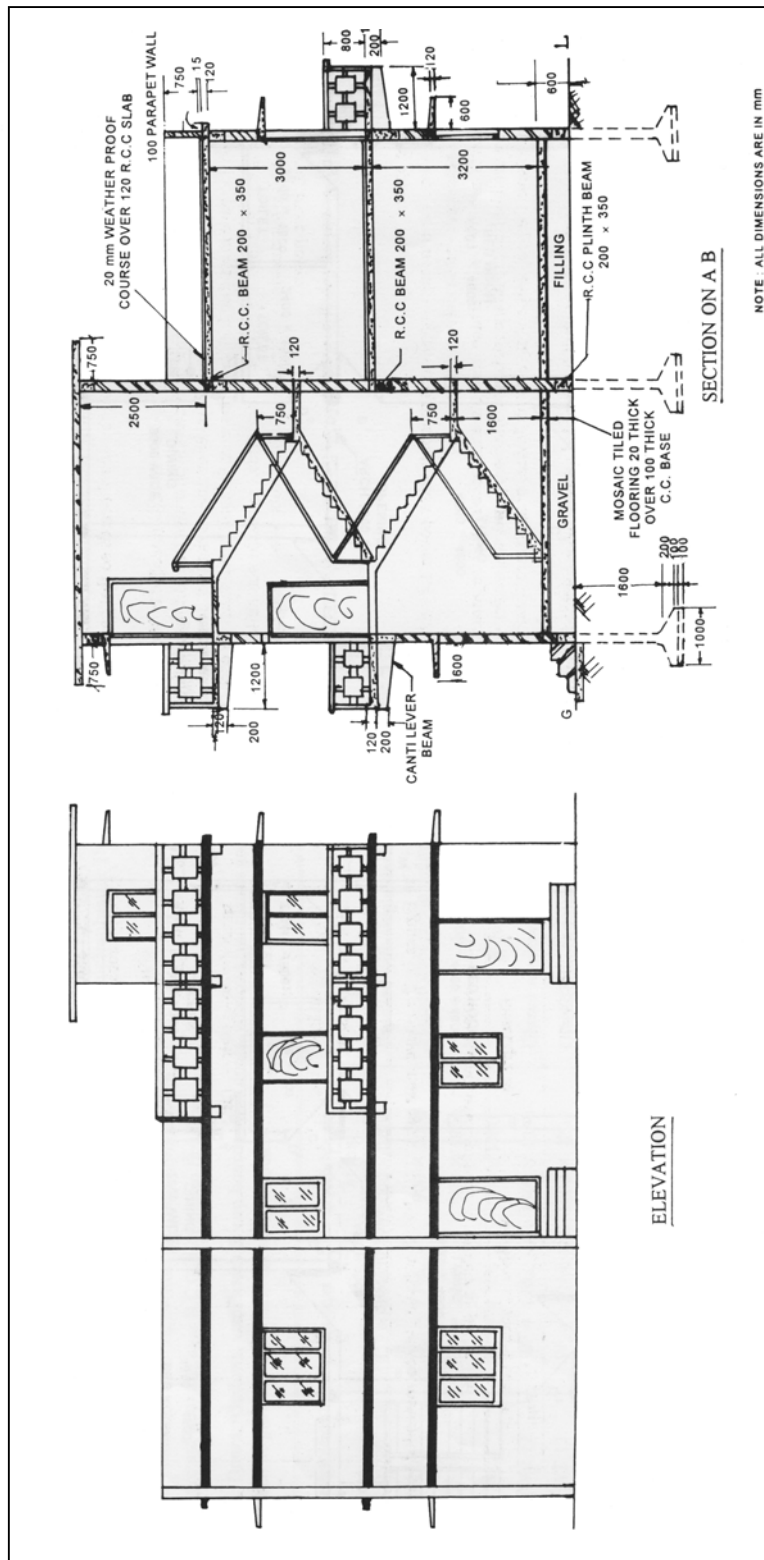 750
15
120
100 PARAPET WALL
20 mm WEATHER PROOF
COURSE OVER 120 R.C.C SLAB
800
200
120
1200
600
600
3000
R.C.C. BEAM 200 × 350
3200
R.C.C BEAM 200 × 350
FILLING
R.C.C PLINTH BEAM
200 × 350
750
2500
120
750
120
750
1600
GRAVEL
MOSAIC TILED
FLOORING 20 THICK
OVER 100 THICK
C.C. BASE
750
1200
120
200
120
200
600
CANTI LEVER
BEAM
G
L
1600
200
100
100
1000
SECTION ON A B
NOTE : ALL DIMENSIONS ARE IN mm
ELEVATION